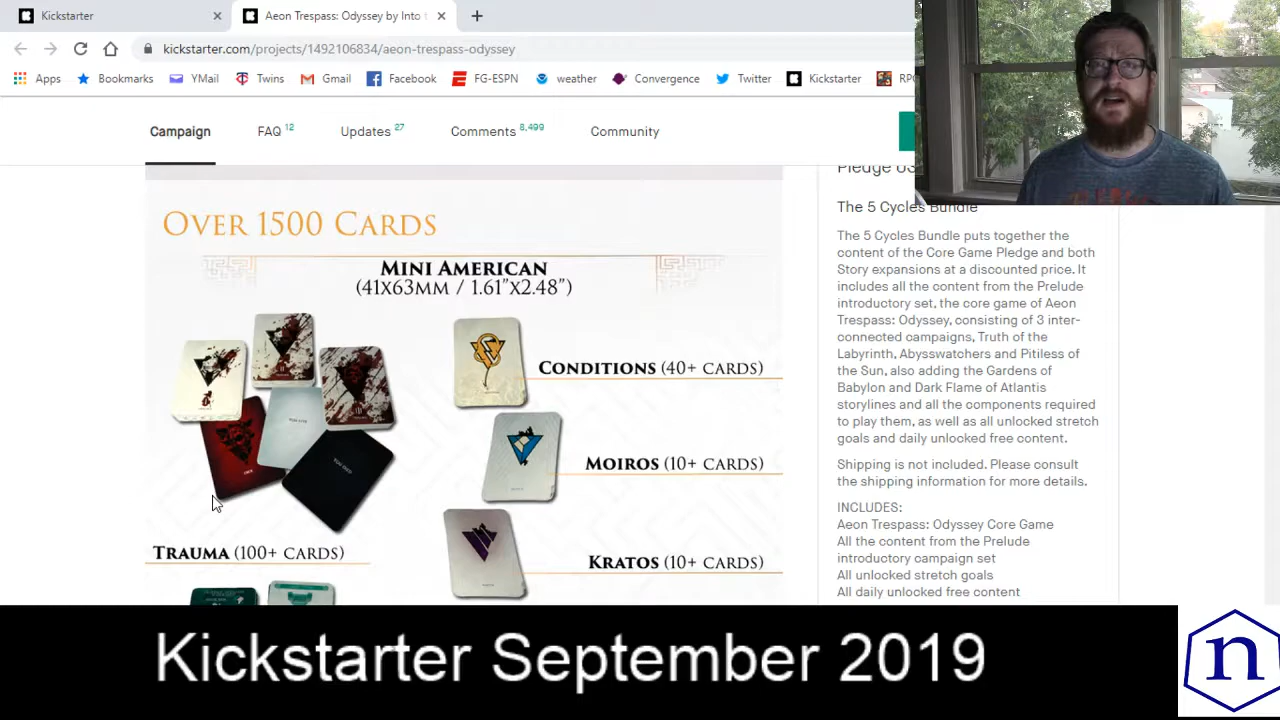 Kickstarter
Aeon Trespass: Odyssey by Into t
kickstarter.com/projects/1492106834/aeon-trespass-odyssey
Apps Bookmarks YMail Twins Gmail Facebook FG-ESPN weather Convergence Twitter Kickstarter RPG
Campaign FAQ 12 Updates 27 Comments 8,499 Community
OVER 1500 CARDS
MINI AMERICAN
(41X63MM / 1.61"X2.48")
CONDITIONS (40+ CARDS)
MOIROS (10+ CARDS)
KRATOS (10+ CARDS)
TRAUMA (100+ CARDS)
Pledge US
The 5 Cycles Bundle
The 5 Cycles Bundle puts together the
content of the Core Game Pledge and both
Story expansions at a discounted price. It
includes all the content from the Prelude
introductory set, the core game of Aeon
Trespass: Odyssey, consisting of 3 inter-
connected campaigns, Truth of the
Labyrinth, Abysswatchers and Pitiless of
the Sun, also adding the Gardens of
Babylon and Dark Flame of Atlantis
storylines and all the components required
to play them, as well as all unlocked stretch
goals and daily unlocked free content.
Shipping is not included. Please consult
the shipping information for more details.
INCLUDES:
Aeon Trespass: Odyssey Core Game
All the content from the Prelude
introductory campaign set
All unlocked stretch goals
All daily unlocked free content
Kickstarter September 2019
n